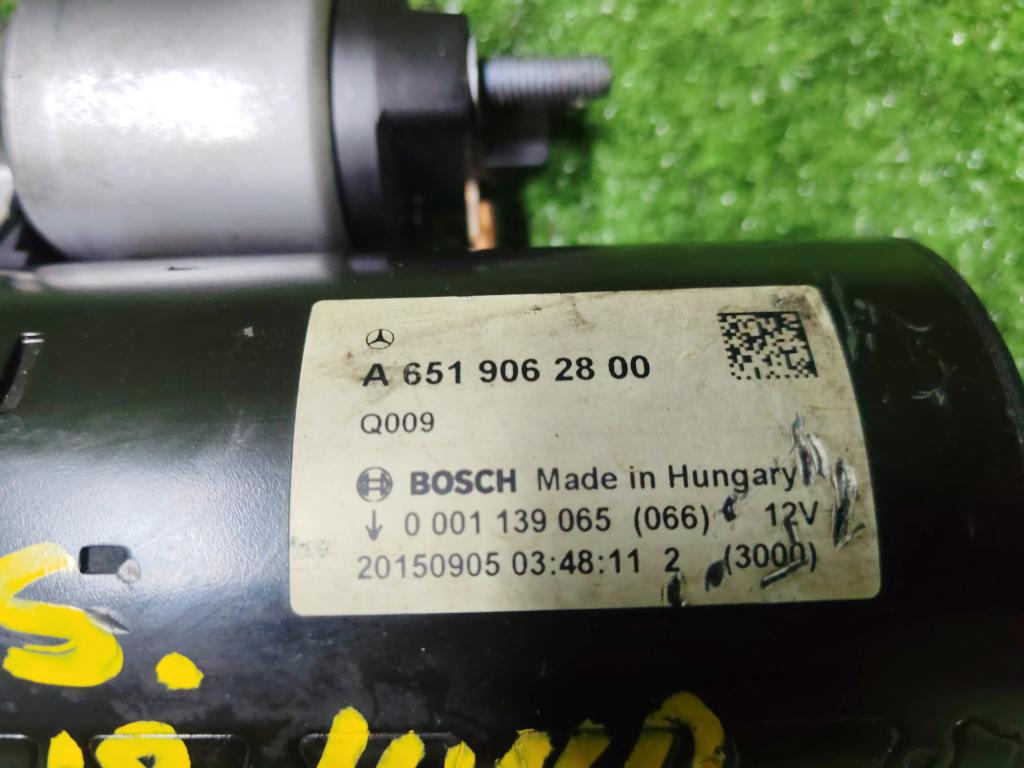 A 651 906 28 00
Q009
BOSCH Made in Hungary
↓ 0 001 139 065 (066) 12V
20150905 03:48:11 2 (3000)
S.